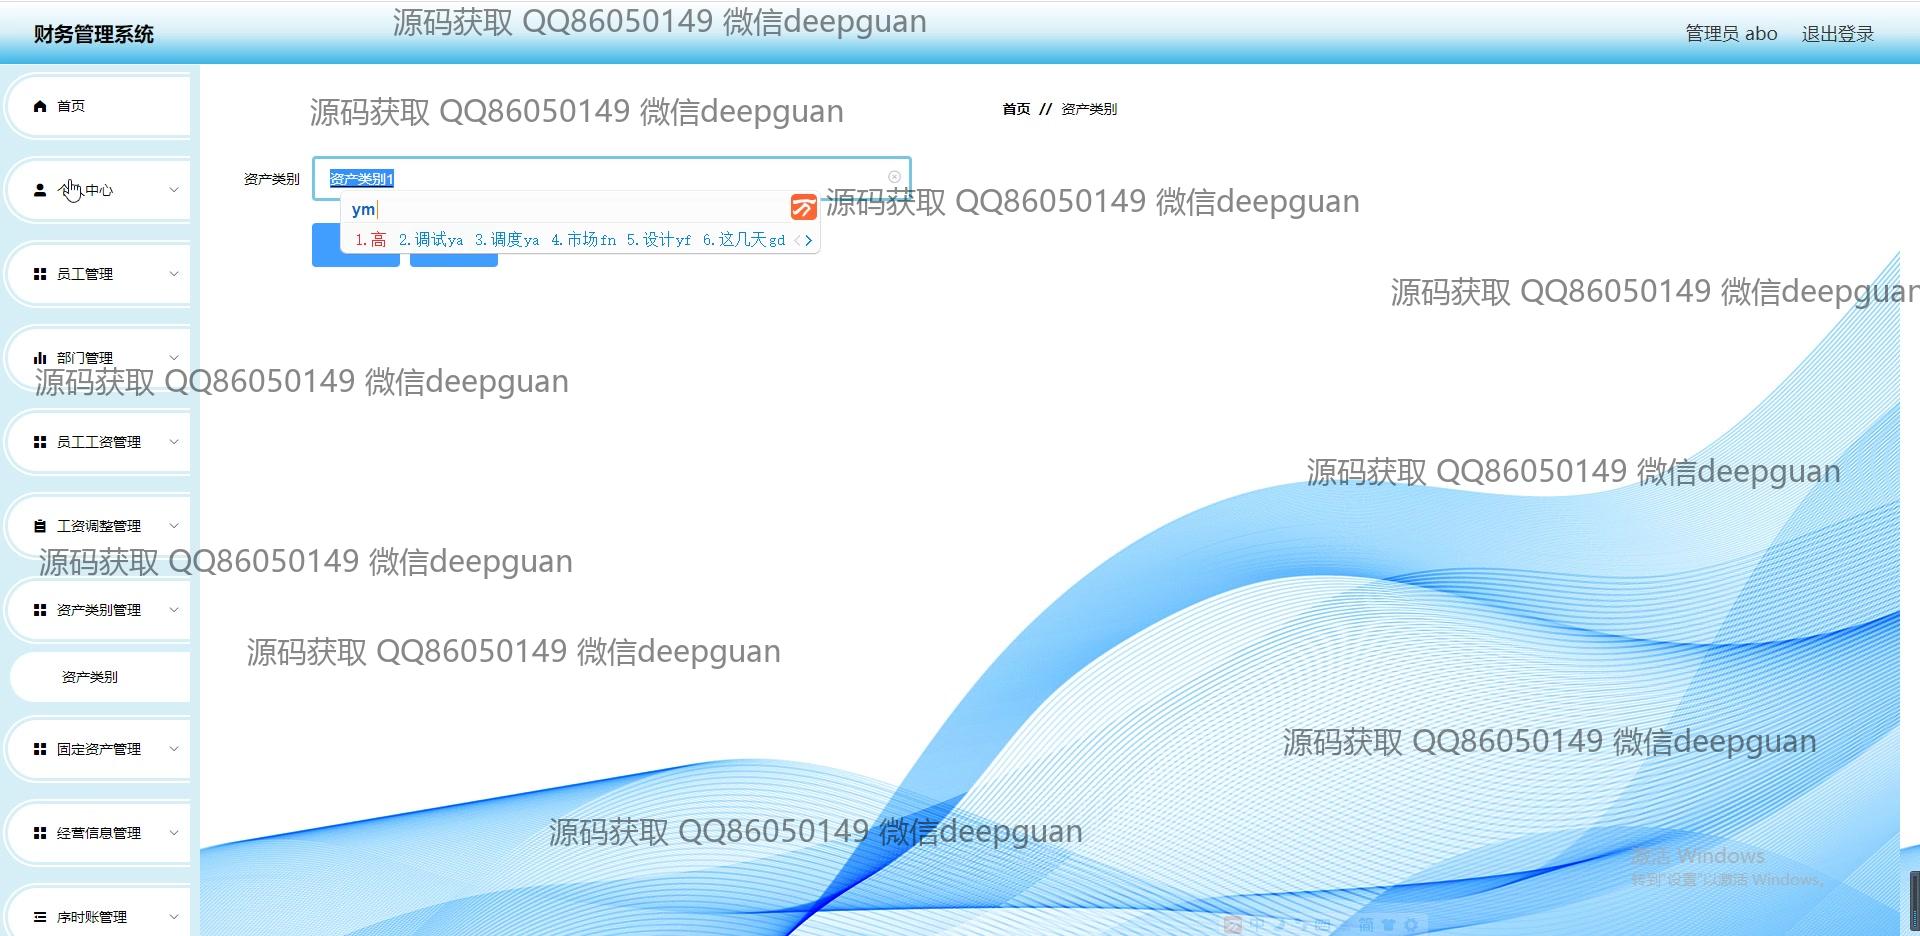 财务管理系统
源码获取 QQ86050149 微信deepguan
管理员 abo 退出登录
首页
源码获取 QQ86050149 微信deepguan
首页 // 资产类别
资产类别 资产类别1
个人中心
ym
源码获取 QQ86050149 微信deepguan
1.高 2.调试ya 3.调度ya 4.市场fn 5.设计yf 6.这几天gd
员工管理
源码获取 QQ86050149 微信deepguan
部门管理
源码获取 QQ86050149 微信deepguan
员工工资管理
源码获取 QQ86050149 微信deepguan
工资调整管理
源码获取 QQ86050149 微信deepguan
资产类别管理
源码获取 QQ86050149 微信deepguan
资产类别
固定资产管理
源码获取 QQ86050149 微信deepguan
经营信息管理
源码获取 QQ86050149 微信deepguan
激活 Windows
转到"设置"以激活 Windows。
序时账管理
中 简